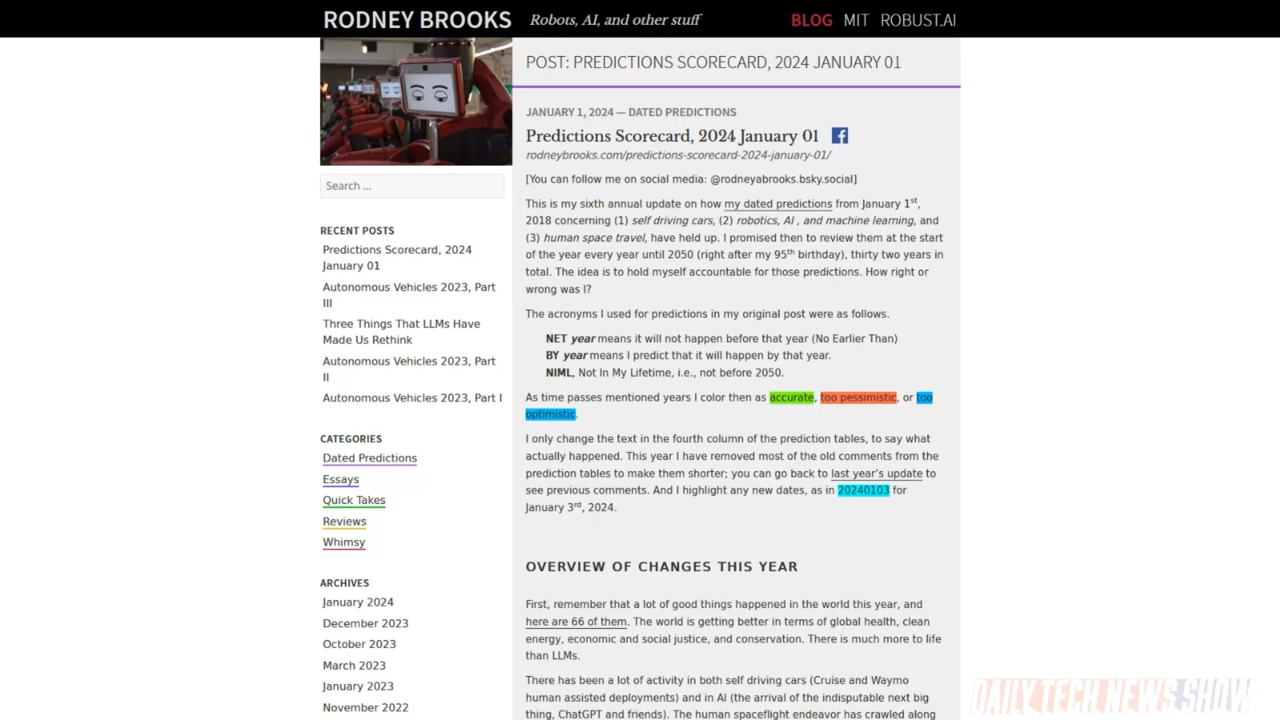 RODNEY BROOKS
Robots, AI, and other stuff
BLOG MIT ROBUST.AI
Search ...
RECENT POSTS
Predictions Scorecard, 2024
January 01
Autonomous Vehicles 2023, Part
III
Three Things That LLMs Have
Made Us Rethink
Autonomous Vehicles 2023, Part
II
Autonomous Vehicles 2023, Part I
CATEGORIES
Dated Predictions
Essays
Quick Takes
Reviews
Whimsy
ARCHIVES
January 2024
December 2023
October 2023
March 2023
January 2023
November 2022
POST: PREDICTIONS SCORECARD, 2024 JANUARY 01
JANUARY 1, 2024 — DATED PREDICTIONS
Predictions Scorecard, 2024 January 01
rodneybrooks.com/predictions-scorecard-2024-january-01/
[You can follow me on social media: @rodneyabrooks.bsky.social]
This is my sixth annual update on how my dated predictions from January 1st,
2018 concerning (1) self driving cars, (2) robotics, AI , and machine learning, and
(3) human space travel, have held up. I promised then to review them at the start
of the year every year until 2050 (right after my 95th birthday), thirty two years in
total. The idea is to hold myself accountable for those predictions. How right or
wrong was I?
The acronyms I used for predictions in my original post were as follows.
NET year means it will not happen before that year (No Earlier Than)
BY year means I predict that it will happen by that year.
NIML, Not In My Lifetime, i.e., not before 2050.
As time passes mentioned years I color then as accurate, too pessimistic, or too
optimistic.
I only change the text in the fourth column of the prediction tables, to say what
actually happened. This year I have removed most of the old comments from the
prediction tables to make them shorter; you can go back to last year's update to
see previous comments. And I highlight any new dates, as in 20240103 for
January 3rd, 2024.
OVERVIEW OF CHANGES THIS YEAR
First, remember that a lot of good things happened in the world this year, and
here are 66 of them. The world is getting better in terms of global health, clean
energy, economic and social justice, and conservation. There is much more to life
than LLMs.
There has been a lot of activity in both self driving cars (Cruise and Waymo
human assisted deployments) and in AI (the arrival of the indisputable next big
thing, ChatGPT and friends). The human spaceflight endeavor has crawled along
DAILY TECH NEWS SHOW